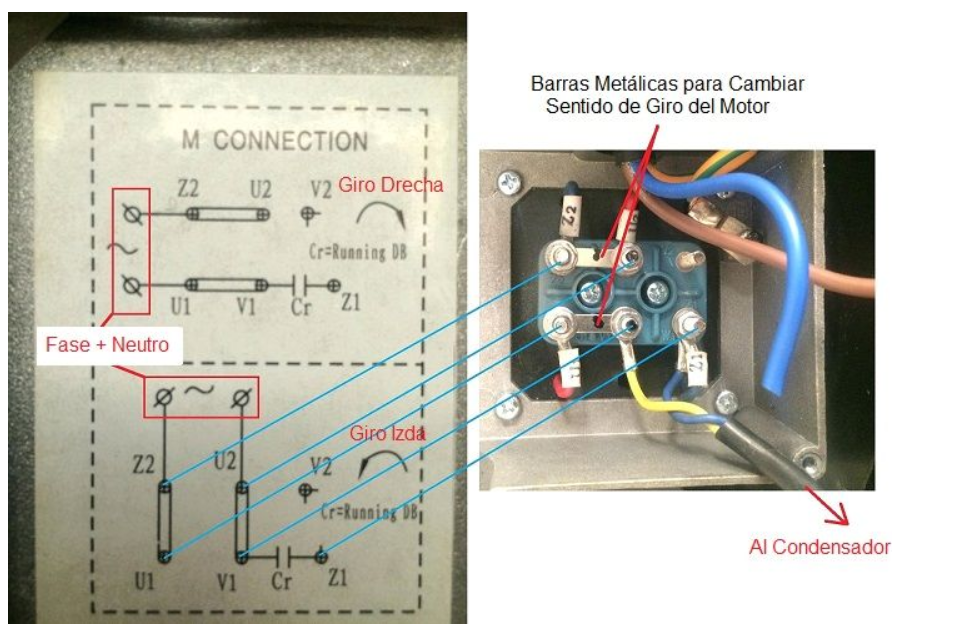 M CONNECTION
Z2 U2 V2 Giro Drecha
Cr=Running DB
U1 V1 Cr Z1
Fase + Neutro
Z2 U2 V2 Giro Izda
Cr=Running DB
U1 V1 Cr Z1
Barras Metálicas para Cambiar
Sentido de Giro del Motor
Z2
Z1
Al Condensador